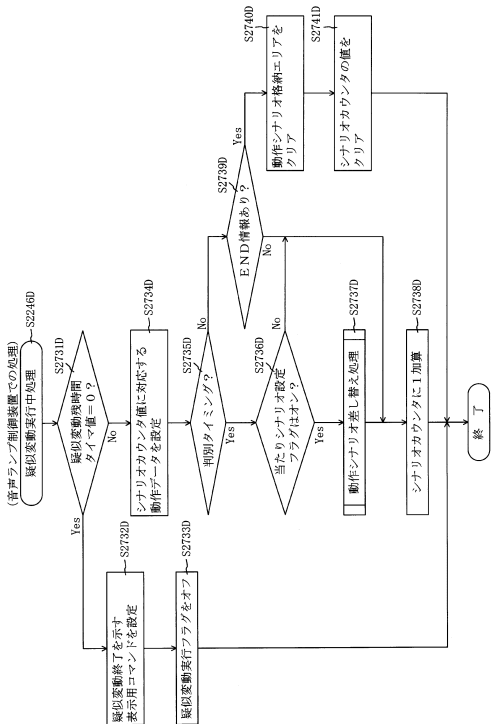 (音声ランプ制御装置での処理)
疑似変動実行中処理
S2246D
S2731D
疑似変動残時間
タイマ値=0?
Yes
No
S2732D
疑似変動終了を示す
表示用コマンドを設定
S2733D
疑似変動実行フラグをオフ
S2734D
シナリオカウンタ値に対応する
動作データを設定
S2735D
判別タイミング?
No
Yes
S2736D
当たりシナリオ設定
フラグはオン?
No
Yes
S2737D
動作シナリオ差し替え処理
S2738D
シナリオカウンタに1加算
S2739D
END情報あり?
Yes
No
S2740D
動作シナリオ格納エリアを
クリア
S2741D
シナリオカウンタの値を
クリア
終了